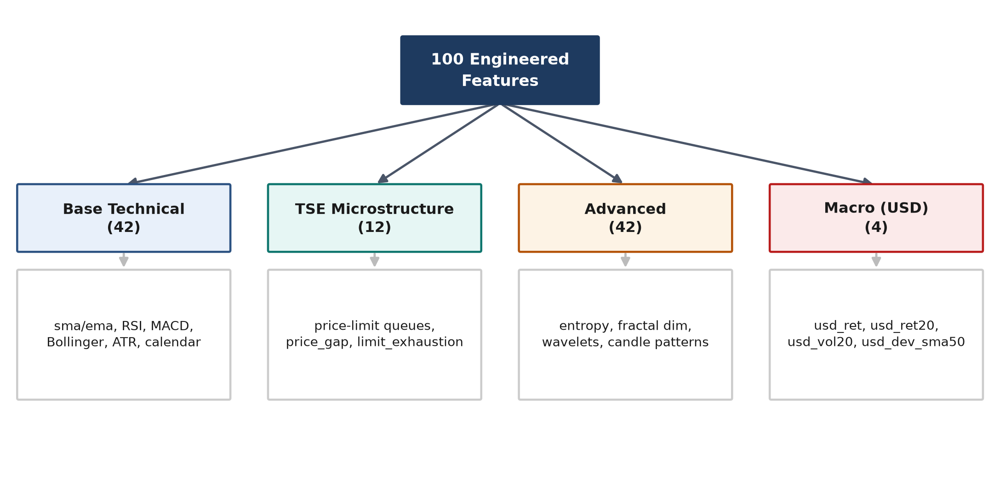 100 Engineered
Features
Base Technical
(42)
TSE Microstructure
(12)
Advanced
(42)
Macro (USD)
(4)
sma/ema, RSI, MACD,
Bollinger, ATR, calendar
price-limit queues,
price_gap, limit_exhaustion
entropy, fractal dim,
wavelets, candle patterns
usd_ret, usd_ret20,
usd_vol20, usd_dev_sma50